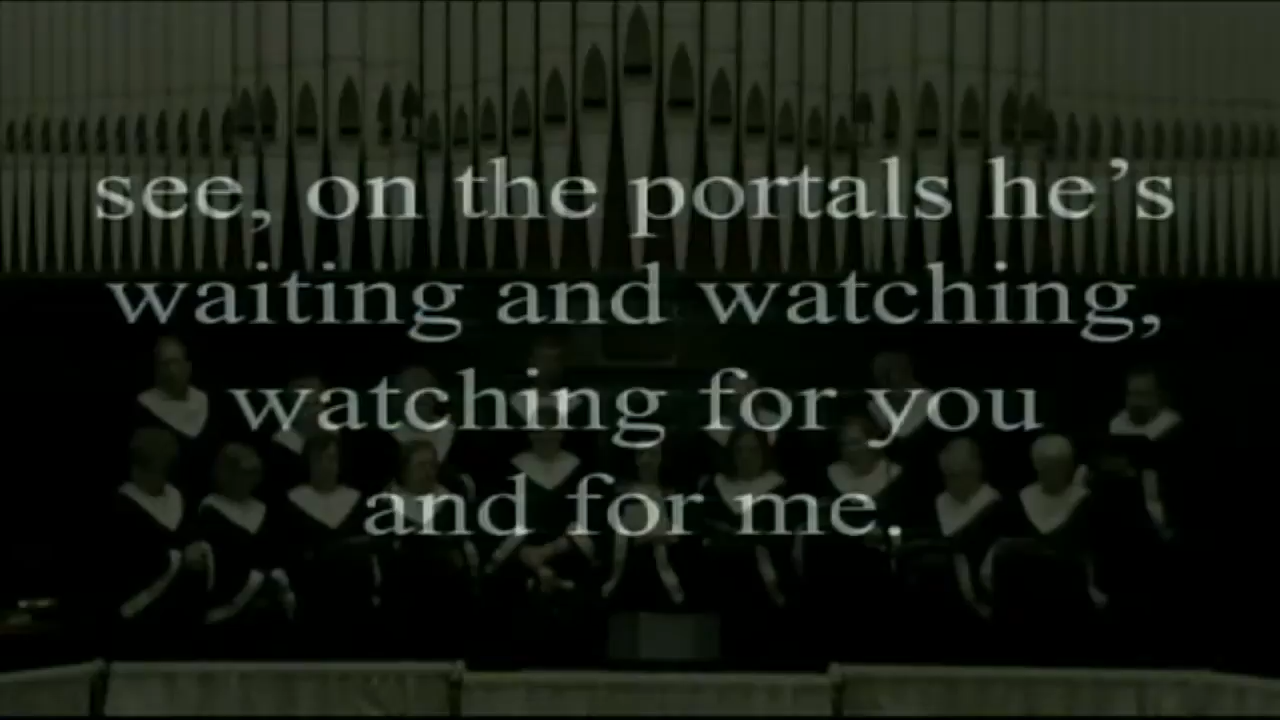 see, on the portals he’s
waiting and watching,
watching for you
and for me.